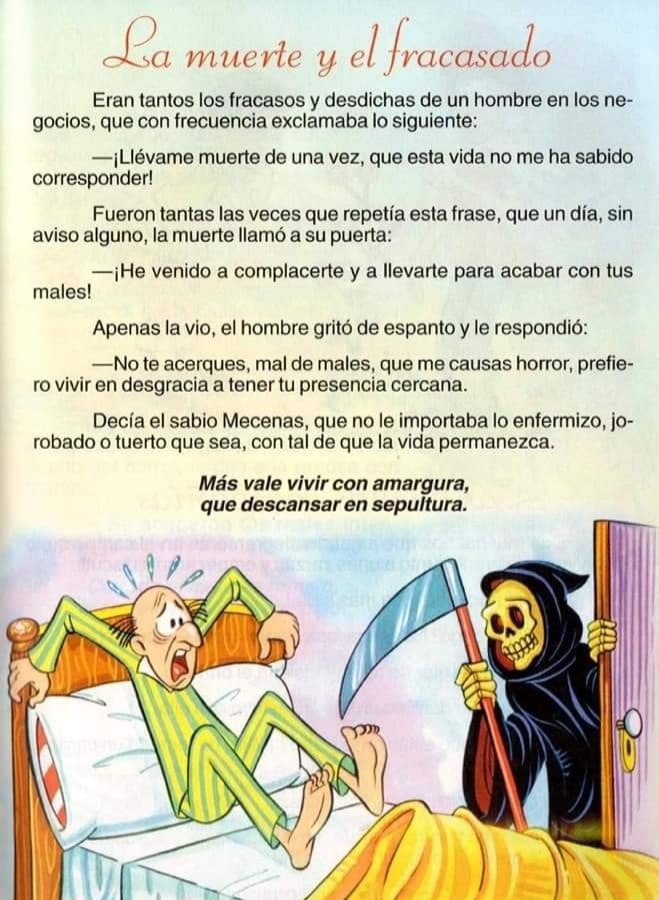 La muerte y el fracasado
Eran tantos los fracasos y desdichas de un hombre en los ne-
gocios, que con frecuencia exclamaba lo siguiente:
—¡Llévame muerte de una vez, que esta vida no me ha sabido
corresponder!
Fueron tantas las veces que repetía esta frase, que un día, sin
aviso alguno, la muerte llamó a su puerta:
—¡He venido a complacerte y a llevarte para acabar con tus
males!
Apenas la vio, el hombre gritó de espanto y le respondió:
—No te acerques, mal de males, que me causas horror, prefie-
ro vivir en desgracia a tener tu presencia cercana.
Decía el sabio Mecenas, que no le importaba lo enfermizo, jo-
robado o tuerto que sea, con tal de que la vida permanezca.
Más vale vivir con amargura,
que descansar en sepultura.